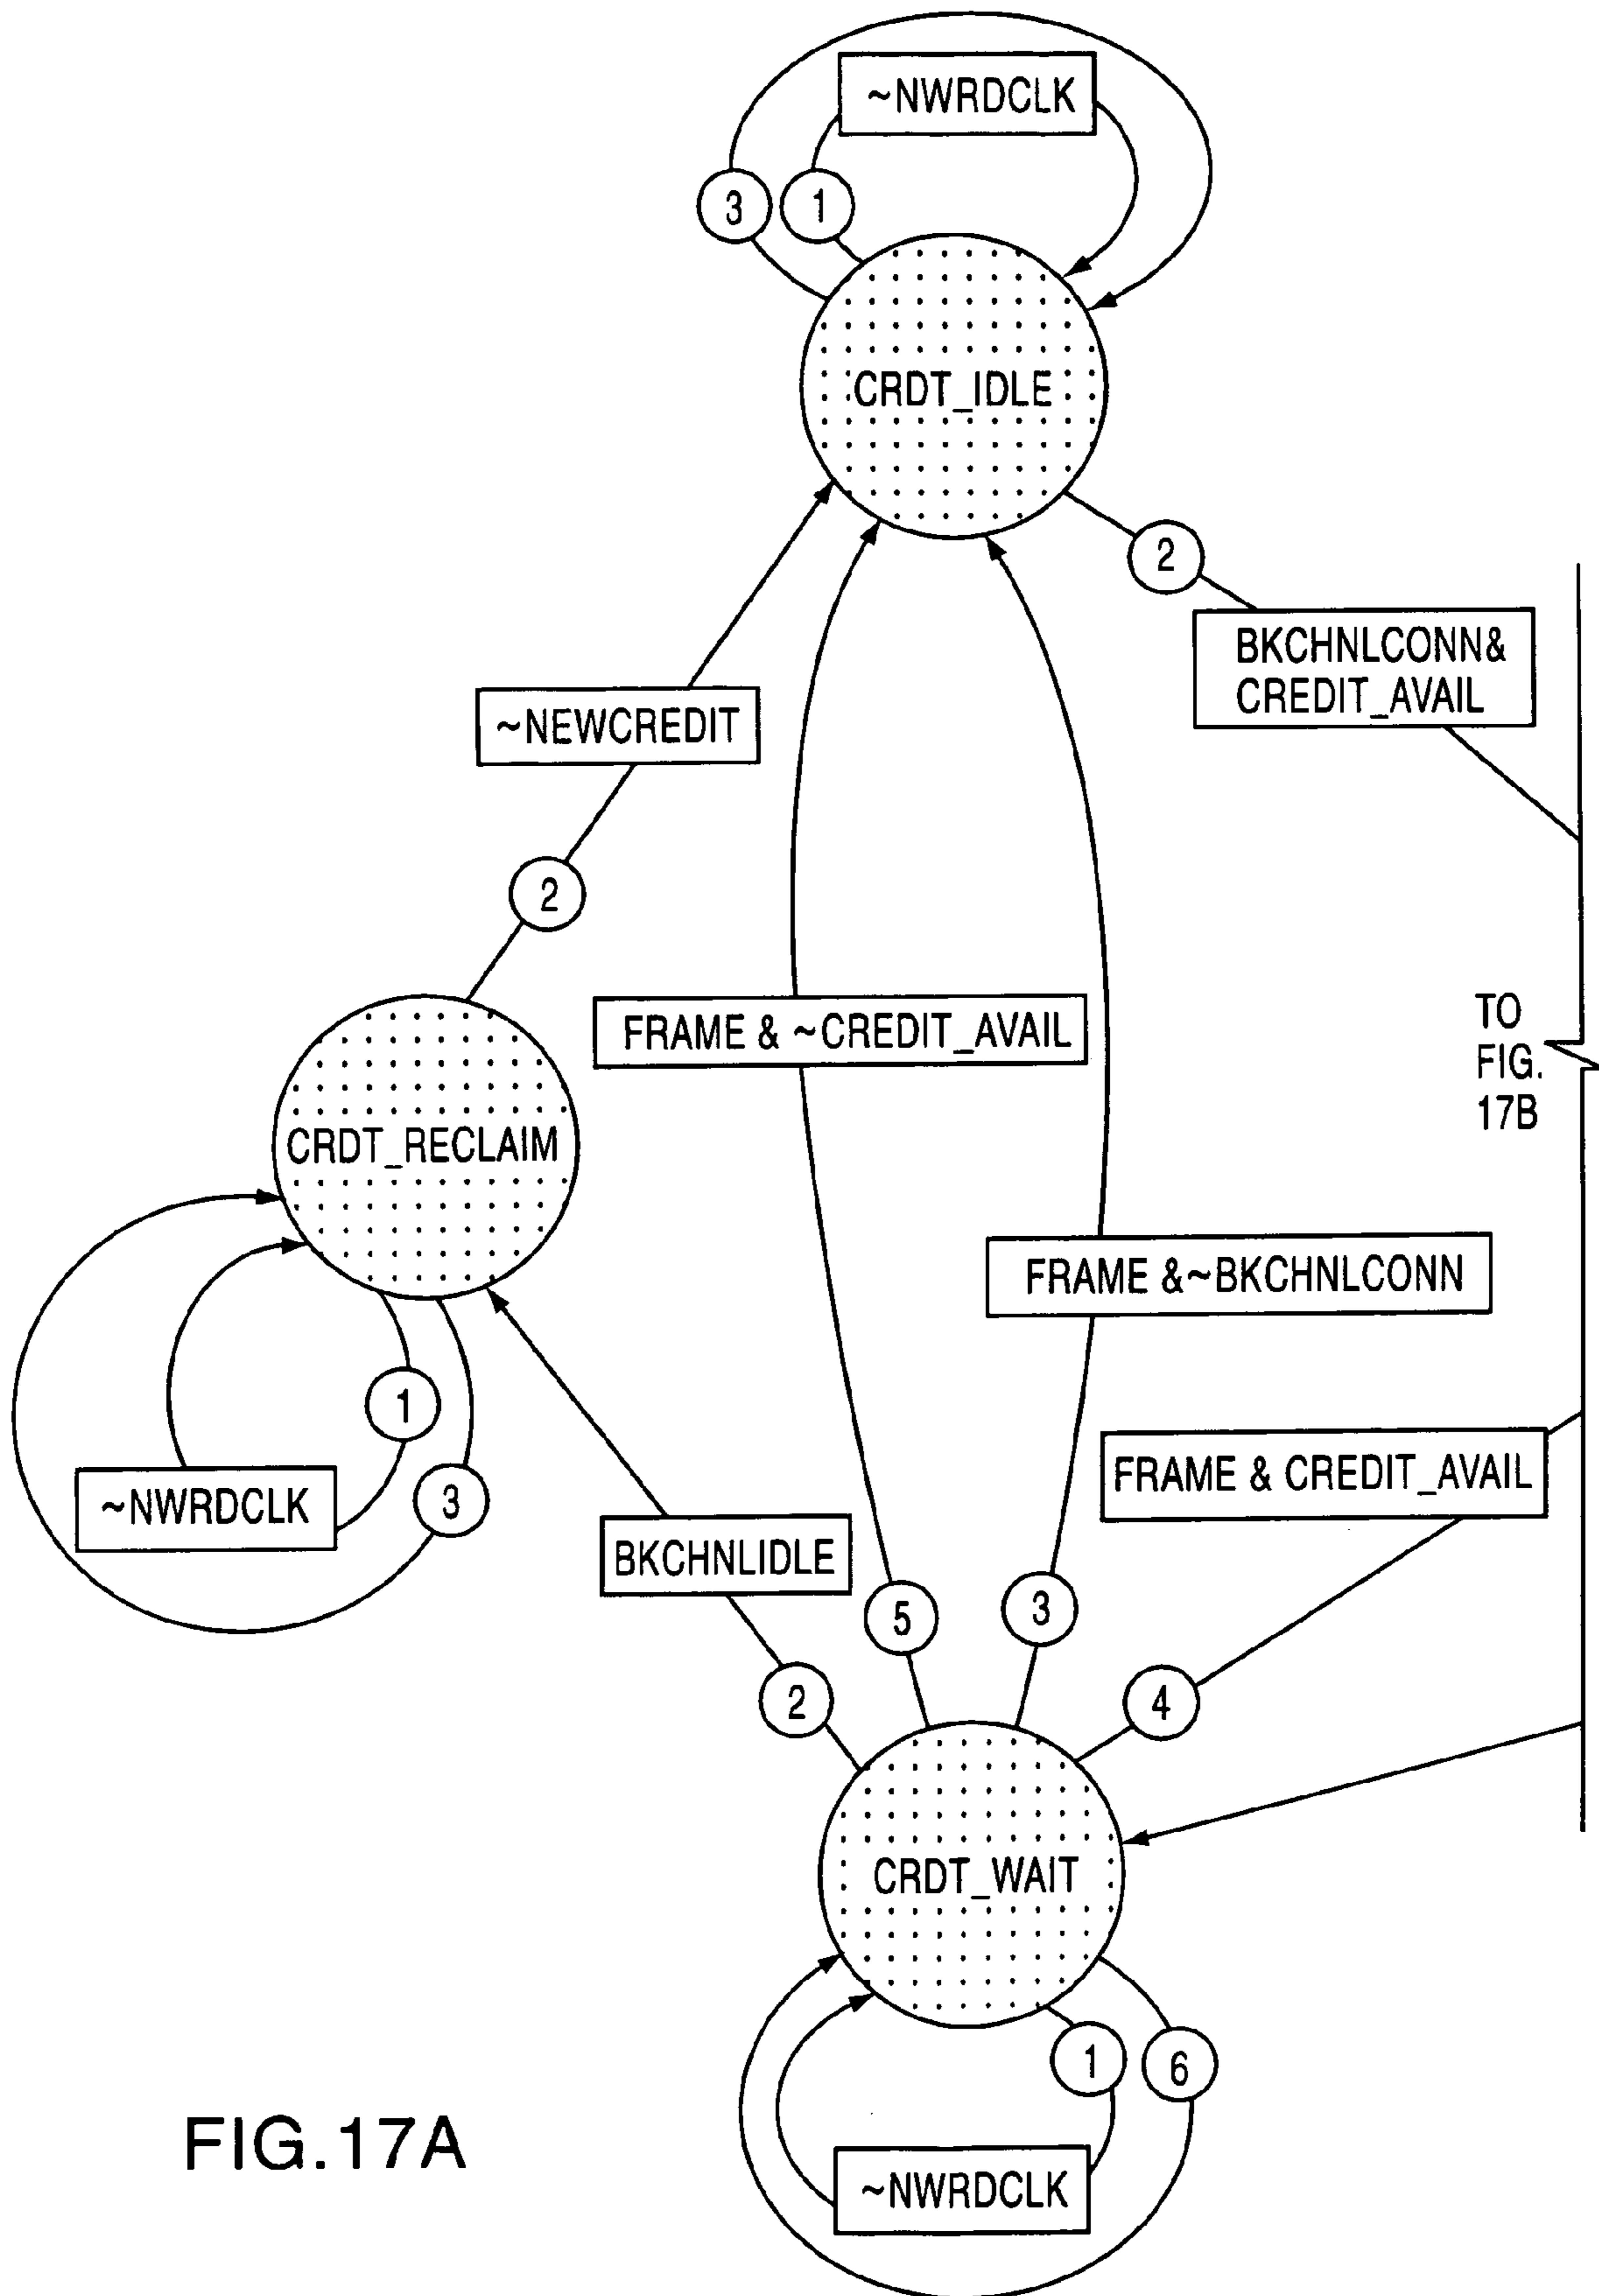 ~NWRDCLK
3
1
CRDT_IDLE
2
BKCHNLCONN&
CREDIT_AVAIL
~NEWCREDIT
2
FRAME & ~CREDIT_AVAIL
TO
FIG.
17B
CRDT_RECLAIM
FRAME &~BKCHNLCONN
1
FRAME & CREDIT_AVAIL
~NWRDCLK
3
BKCHNLIDLE
5
3
2
4
CRDT_WAIT
1
6
FIG.17A
~NWRDCLK